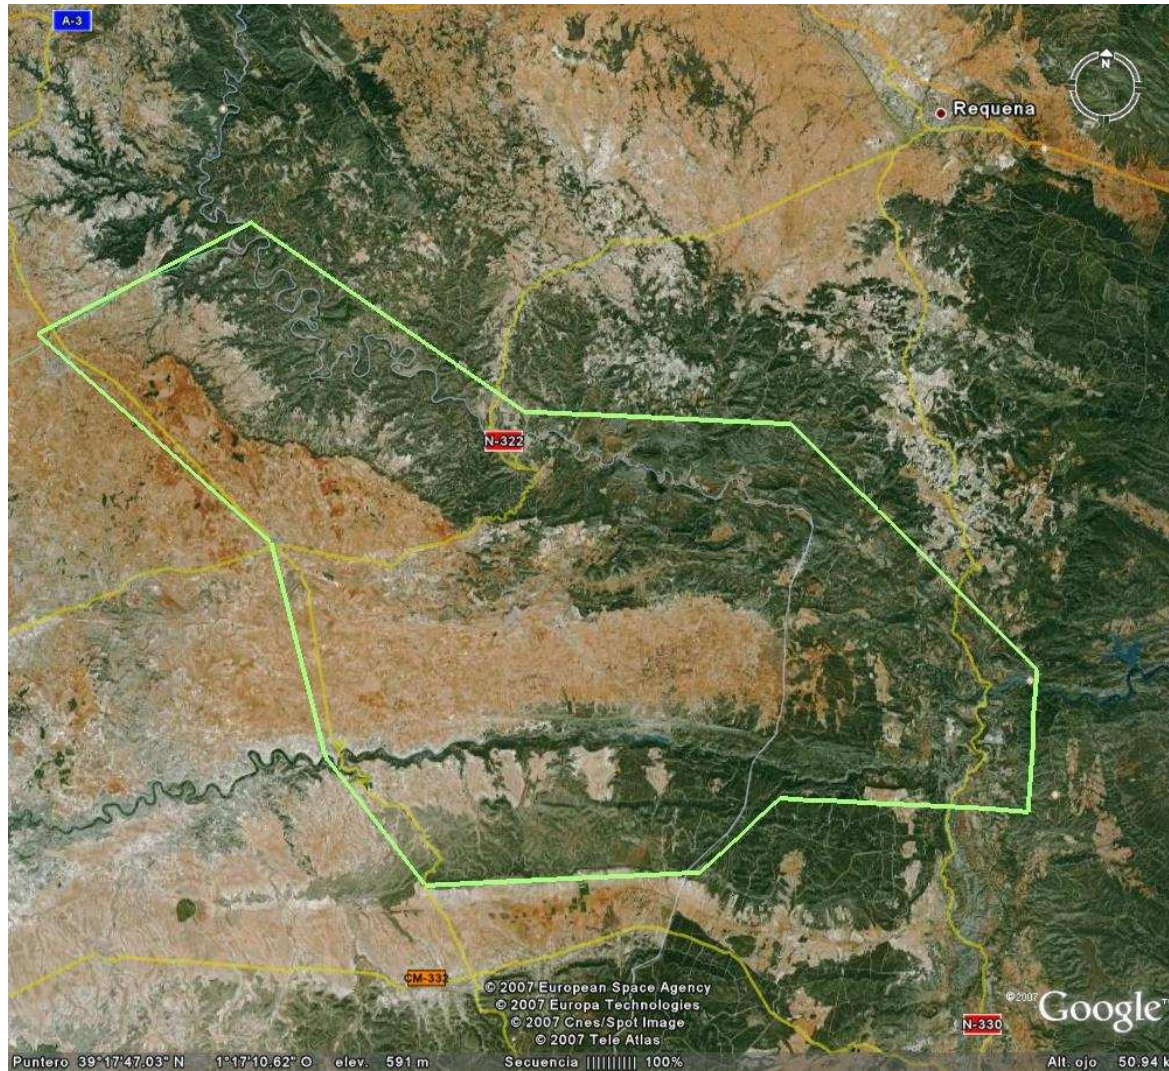 A-3
N
Requena
N-322
CM-332
© 2007 European Space Agency
© 2007 Europa Technologies
© 2007 Cnes/Spot Image
© 2007 Tele Atlas
©2007 Google™
N-330
Puntero 39°17'47.03" N 1°17'10.62" O elev. 591 m Secuencia |||||||||| 100% Alt. ojo 50.94 k